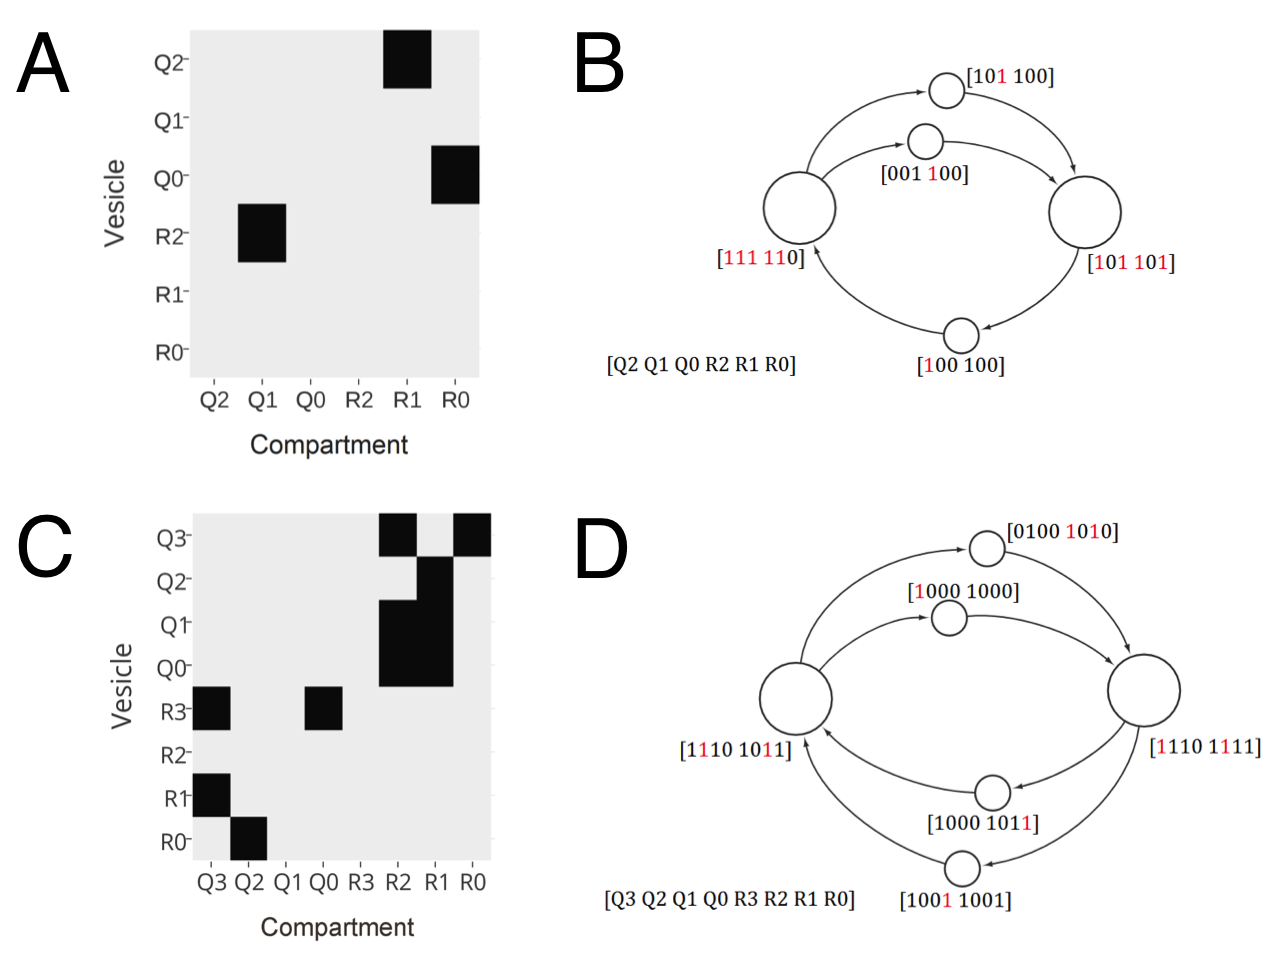 A
Vesicle
Q2
Q1
Q0
R2
R1
R0
Q2 Q1 Q0 R2 R1 R0
Compartment
B
[101 100]
[001 100]
[111 110]
[101 101]
[100 100]
[Q2 Q1 Q0 R2 R1 R0]
C
Vesicle
Q3
Q2
Q1
Q0
R3
R2
R1
R0
Q3 Q2 Q1 Q0 R3 R2 R1 R0
Compartment
D
[0100 1010]
[1000 1000]
[1110 1011]
[1110 1111]
[1000 1011]
[1001 1001]
[Q3 Q2 Q1 Q0 R3 R2 R1 R0]